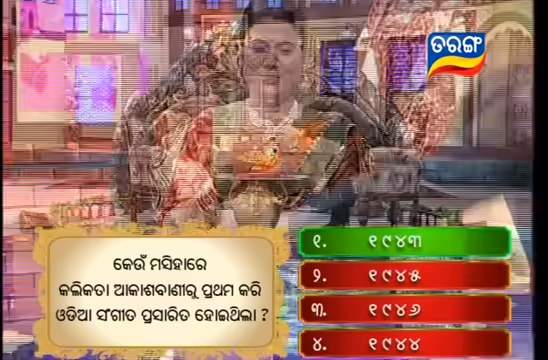 ତରଙ୍ଗ
କେଉଁ ମସିହାରେ
କଲିକତା ଆକାଶବାଣୀରୁ ପ୍ରଥମ କରି
ଓଡିଆ ସଂଗୀତ ପ୍ରସାରିତ ହୋଇଥିଲା ?
୧. ୧୯୪୩
୨. ୧୯୪୫
୩. ୧୯୪୬
୪. ୧୯୪୪